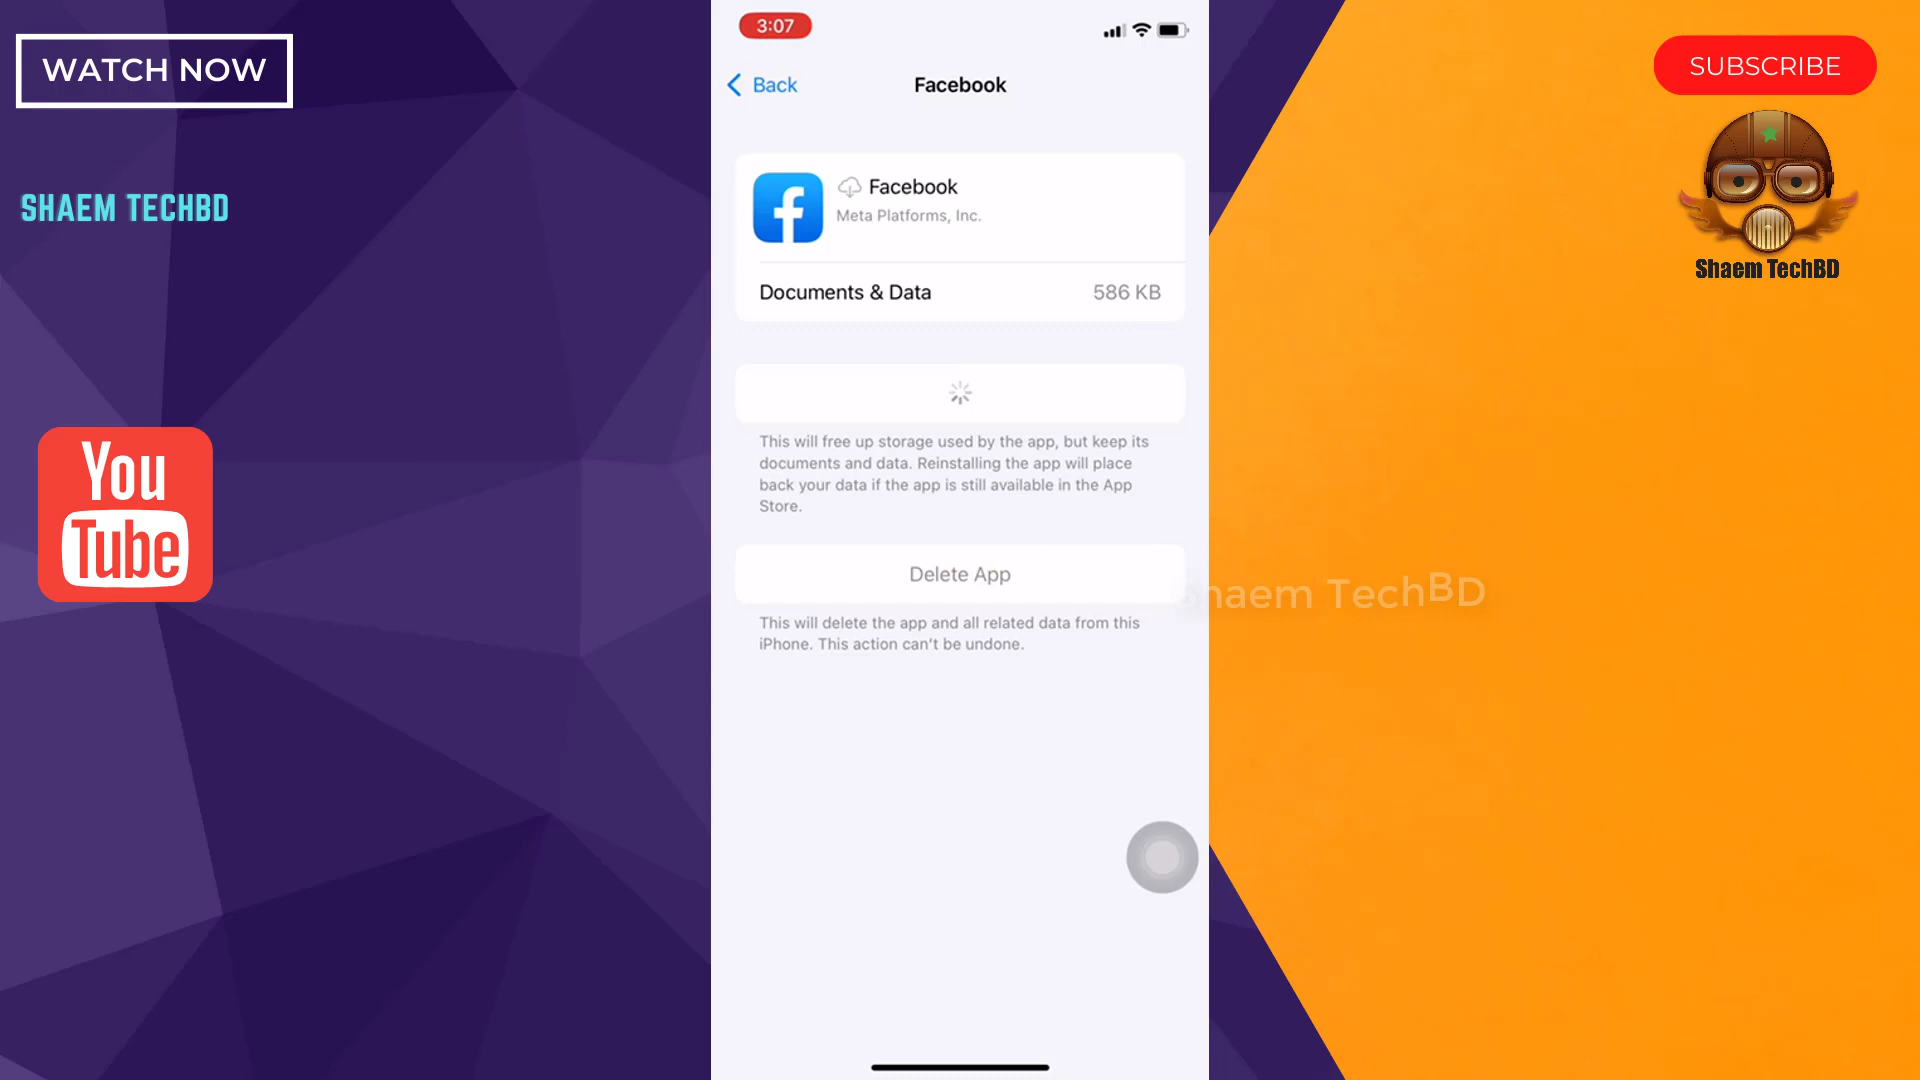 WATCH NOW
SHAEM TECHBD
You
Tube
3:07
Back
Facebook
Facebook
Meta Platforms, Inc.
Documents & Data
586 KB
This will free up storage used by the app, but keep its
documents and data. Reinstalling the app will place
back your data if the app is still available in the App
Store.
Delete App
This will delete the app and all related data from this
iPhone. This action can't be undone.
Shaem TechBD
SUBSCRIBE
Shaem TechBD